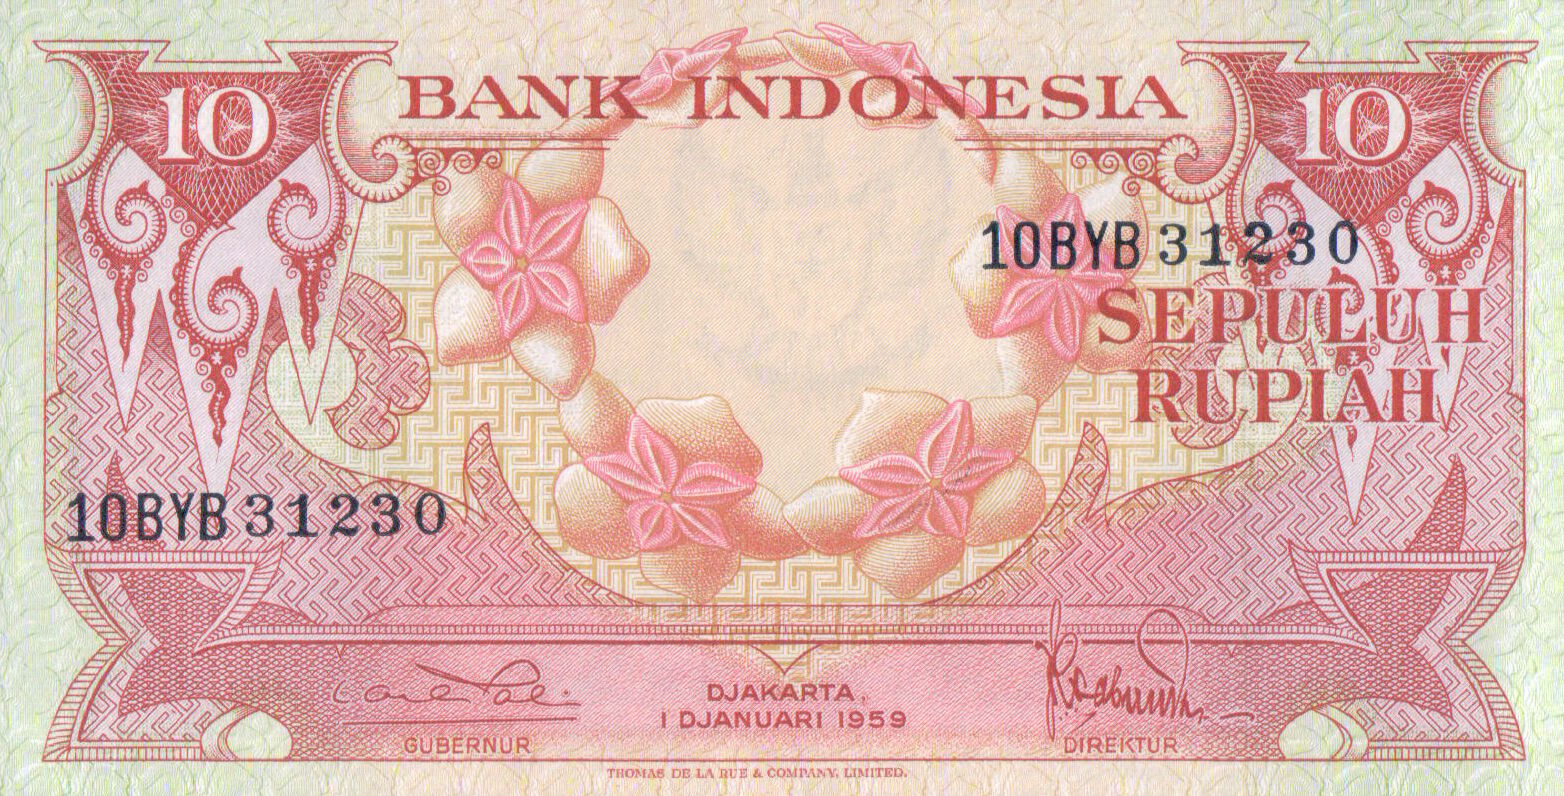 BANK INDONESIA
10
10
10BYB 31230
SEPULUH
RUPIAH
10BYB 31230
DJAKARTA,
1 DJANUARI 1959
GUBERNUR
DIREKTUR
THOMAS DE LA RUE & COMPANY, LIMITED.